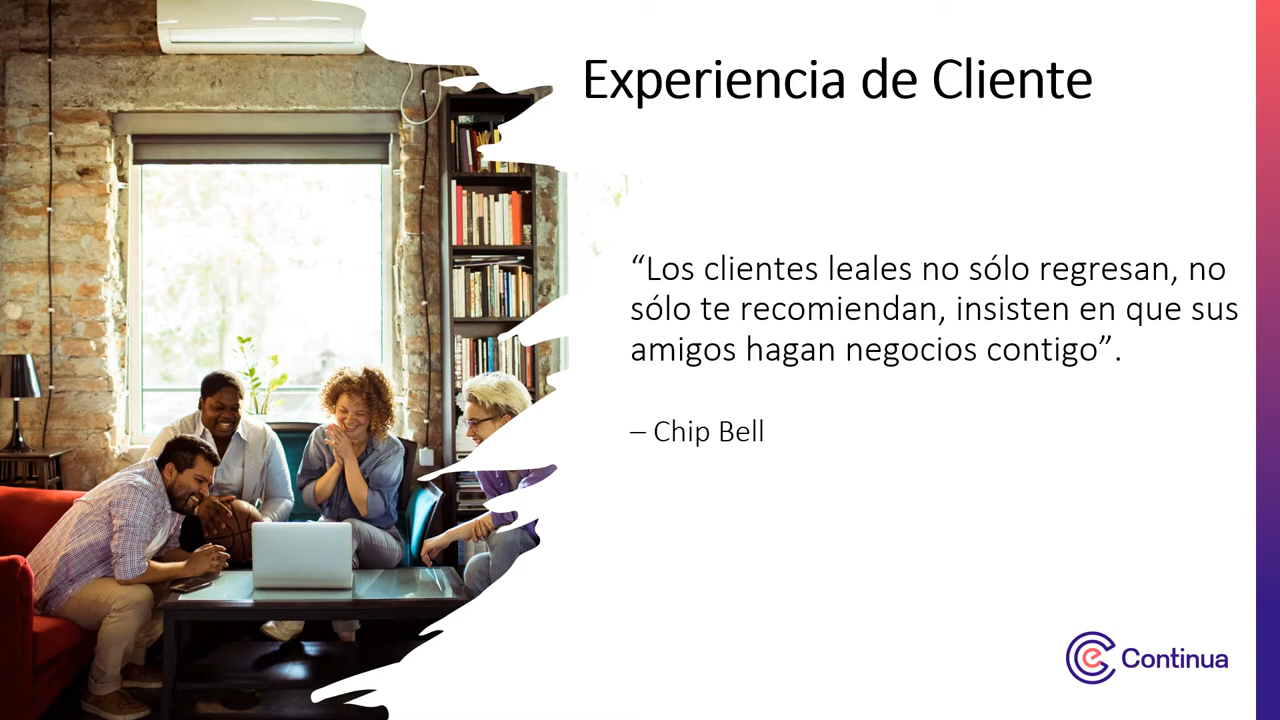 Experiencia de Cliente
“Los clientes leales no sólo regresan, no
sólo te recomiendan, insisten en que sus
amigos hagan negocios contigo”.
– Chip Bell
Continua